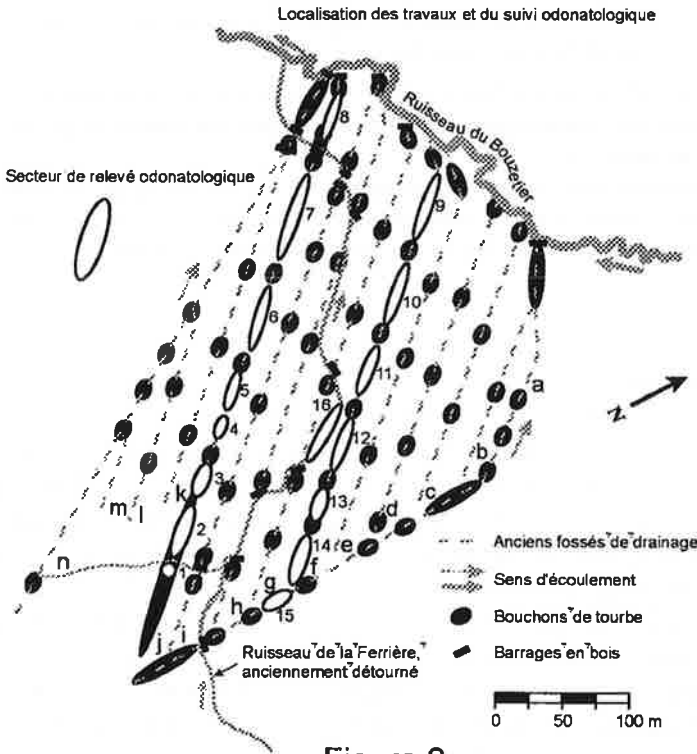 Localisation des travaux et du suivi odonatologique
Ruisseau du Bouzerier
Secteur de relevé odonatologique
8
7
9
6
10
5
11
4
16
12
3
13
2
14
1
15
a
b
c
d
e
f
g
h
i
j
k
l
m
n
N
Anciens fossés de drainage
Sens d'écoulement
Bouchons de tourbe
Barrages en bois
Ruisseau de la Ferrière,
anciennement détourné
0 50 100 m